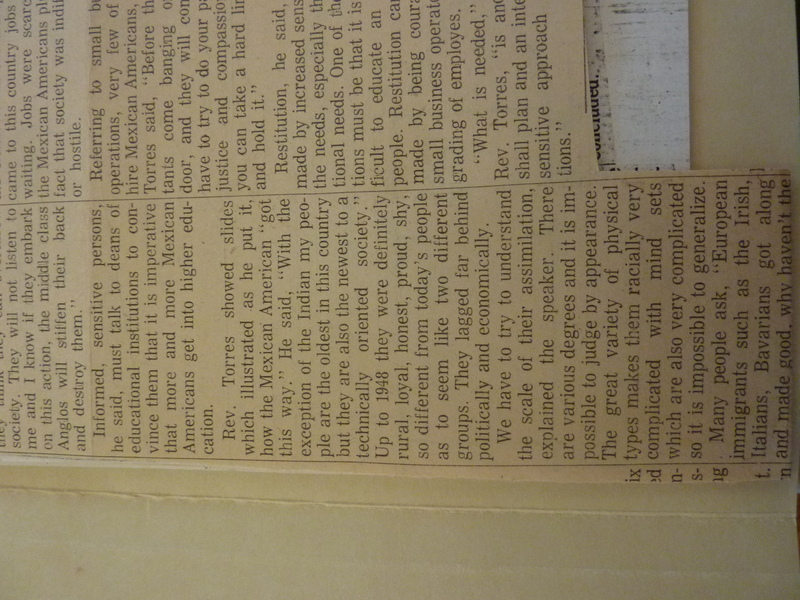 society. They will not listen to
me and I know if they embark
on this action, the middle class
Anglos will stiffen their back
and destroy them."
Informed, sensitive persons,
he said, must talk to deans of
educational institutions to con-
vince them that it is imperative
that more and more Mexican
Americans get into higher edu-
cation.
Rev. Torres showed slides
which illustrated as he put it,
how the Mexican American "got
this way." He said, "With the
exception of the Indian my peo-
ple are the oldest in this country
but they are also the newest to a
technically oriented society."
Up to 1948 they were definitely
rural, loyal, honest, proud, shy,
so different from today's people
as to seem like two different
groups. They lagged far behind
politically and economically.
We have to try to understand
the scale of their assimilation,
explained the speaker. There
are various degrees and it is im-
possible to judge by appearance.
The great variety of physical
types makes them racially very
complicated with mind sets
which are also very complicated
so it is impossible to generalize.
Many people ask, "European
immigrants such as the Irish,
Italians, Bavarians got along
and made good, why haven't the
came to this country jobs
waiting. Jobs were scarc
the Mexican Americans pl
fact that society was indif
or hostile.
Referring to small bu
operations, very few of
hire Mexican Americans,
Torres said, "Before th
tants come banging o
door, and they will com
have to try to do your pa
justice and compassio
you can take a hard lin
and hold it."
Restitution, he said,
made by increased sens
the needs, especially th
tional needs. One of the
tions must be that it is
ficult to educate an
people. Restitution can
made by being coura
small business operat
grading of employes.
"What is needed,"
Rev. Torres, "is and
shall plan and an inte
sensitive approach
tions."
concluded.
ix
ed
n-
s-
ng
t.
n